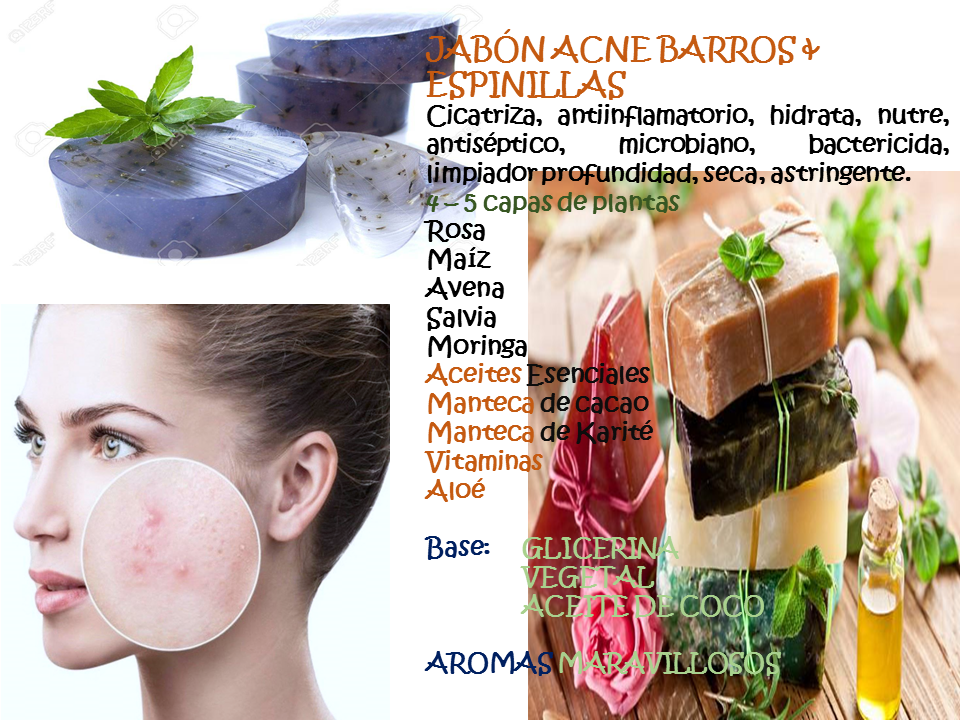 JABÓN ACNE BARROS &
ESPINILLAS
Cicatriza, antiinflamatorio, hidrata, nutre,
antiséptico, microbiano, bactericida,
limpiador profundidad, seca, astringente.
4 – 5 capas de plantas
Rosa
Maíz
Avena
Salvia
Moringa
Aceites Esenciales
Manteca de cacao
Manteca de Karité
Vitaminas
Aloé
Base: GLICERINA
VEGETAL
ACEITE DE COCO
AROMAS MARAVILLOSOS